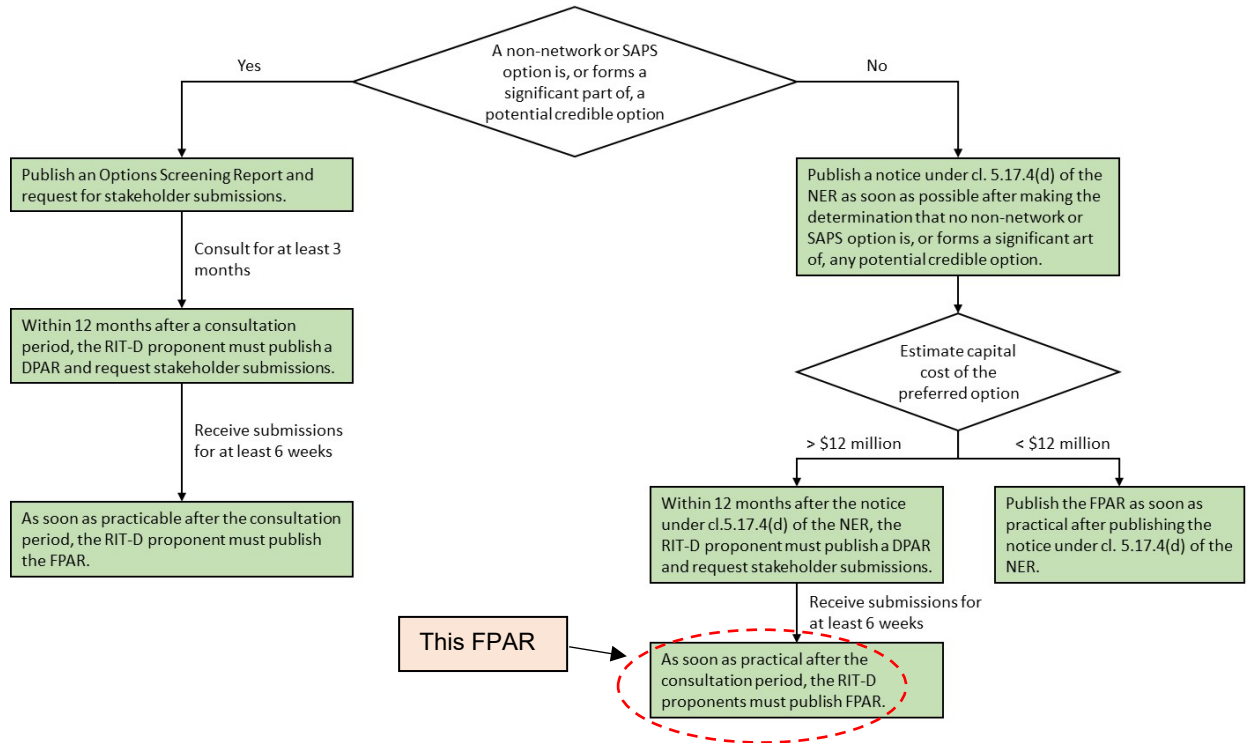 A non-network or SAPS
option is, or forms a
significant part of, a
potential credible option
Yes
No
Publish an Options Screening Report and
request for stakeholder submissions.
Consult for at least 3
months
Within 12 months after a consultation
period, the RIT-D proponent must publish a
DPAR and request stakeholder submissions.
Receive submissions
for at least 6 weeks
As soon as practicable after the consultation
period, the RIT-D proponent must publish
the FPAR.
Publish a notice under cl. 5.17.4(d) of the
NER as soon as possible after making the
determination that no non-network or
SAPS option is, or forms a significant art
of, any potential credible option.
Estimate capital
cost of the
preferred option
> $12 million
< $12 million
Within 12 months after the notice
under cl.5.17.4(d) of the NER, the
RIT-D proponent must publish a DPAR
and request stakeholder submissions.
Publish the FPAR as soon as
practical after publishing the
notice under cl. 5.17.4(d) of the
NER.
Receive submissions for
at least 6 weeks
This FPAR
As soon as practical after the
consultation period, the RIT-D
proponents must publish FPAR.